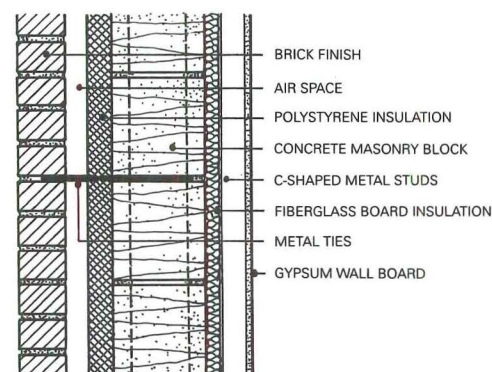 BRICK FINISH
AIR SPACE
POLYSTYRENE INSULATION
CONCRETE MASONRY BLOCK
C-SHAPED METAL STUDS
FIBERGLASS BOARD INSULATION
METAL TIES
GYPSUM WALL BOARD